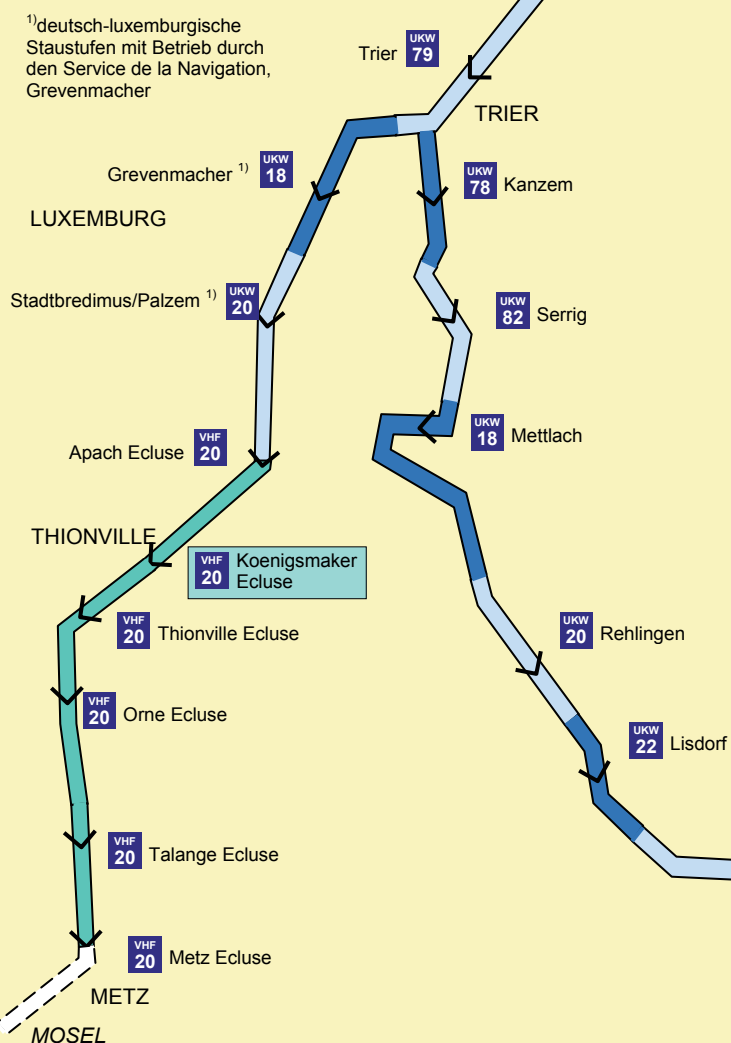 1)deutsch-luxemburgische
Staustufen mit Betrieb durch
den Service de la Navigation,
Grevenmacher
Trier UKW 79
TRIER
Grevenmacher 1) UKW 18
UKW 78 Kanzem
LUXEMBURG
Stadtbredimus/Palzem 1) UKW 20
UKW 82 Serrig
Apach Ecluse VHF 20
UKW 18 Mettlach
THIONVILLE
VHF 20 Koenigsmaker
Ecluse
VHF 20 Thionville Ecluse
UKW 20 Rehlingen
VHF 20 Orne Ecluse
UKW 22 Lisdorf
VHF 20 Talange Ecluse
VHF 20 Metz Ecluse
METZ
MOSEL